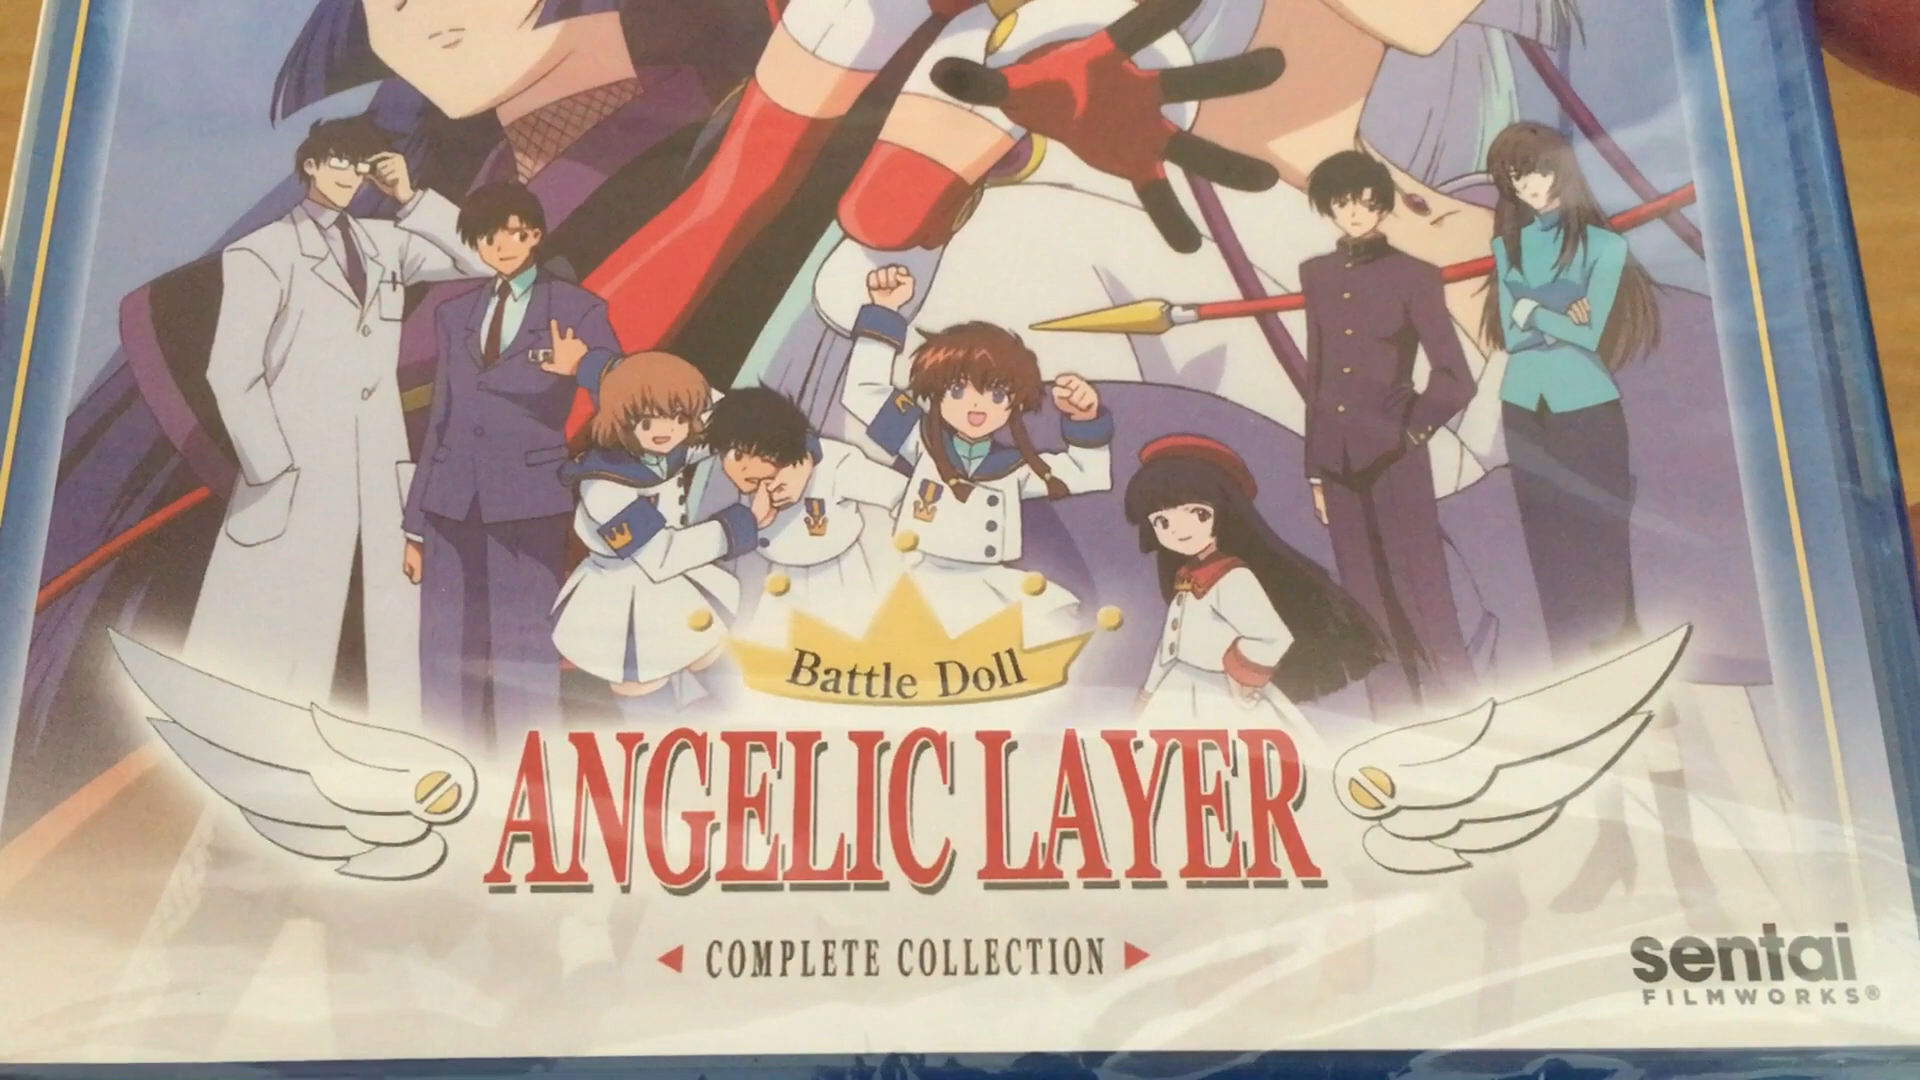 Battle Doll
ANGELIC LAYER
COMPLETE COLLECTION
sentai
FILMWORKS®